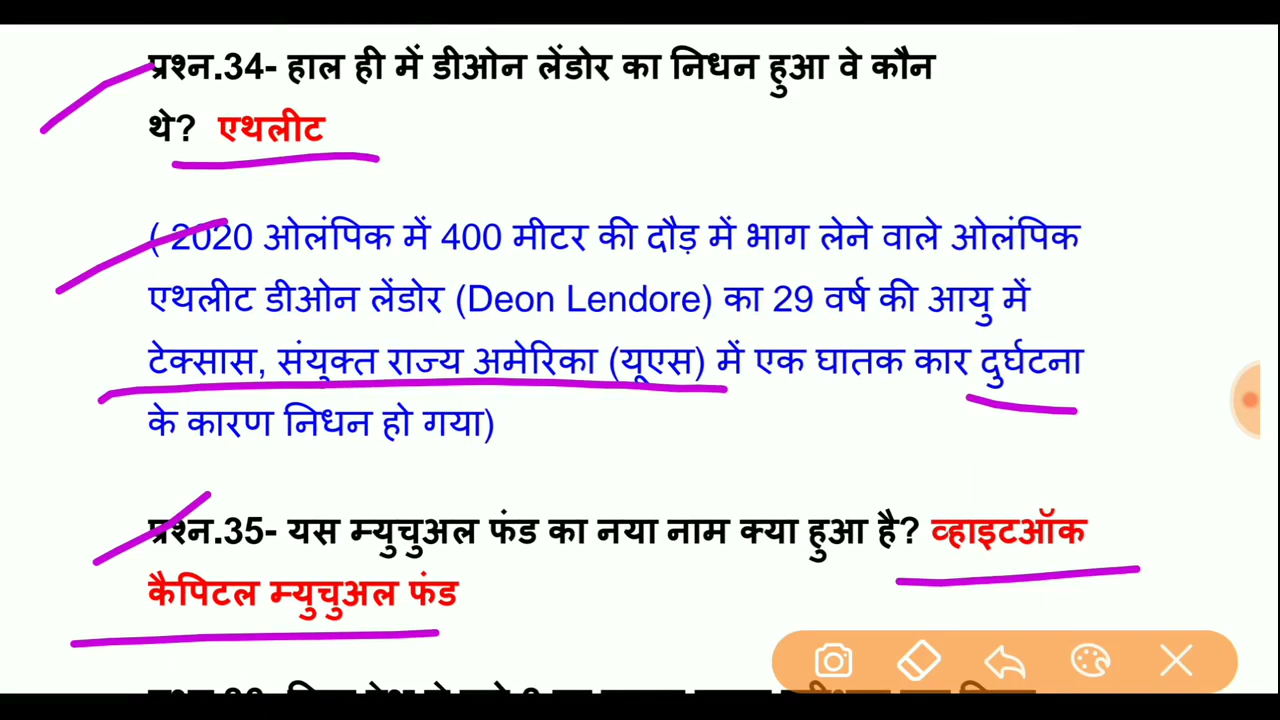 प्रश्न.34- हाल ही में डीओन लेंडोर का निधन हुआ वे कौन
थे? एथलीट
( 2020 ओलंपिक में 400 मीटर की दौड़ में भाग लेने वाले ओलंपिक
एथलीट डीओन लेंडोर (Deon Lendore) का 29 वर्ष की आयु में
टेक्सास, संयुक्त राज्य अमेरिका (यूएस) में एक घातक कार दुर्घटना
के कारण निधन हो गया)
प्रश्न.35- यस म्युचुअल फंड का नया नाम क्या हुआ है? व्हाइटऑक
कैपिटल म्युचुअल फंड